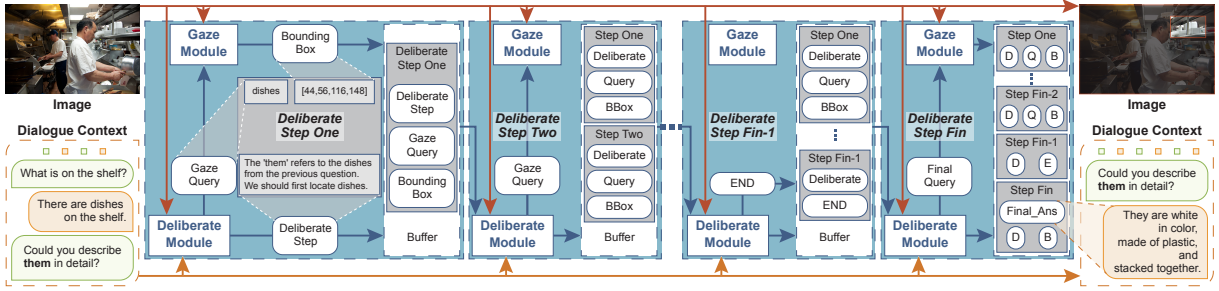 Image
Dialogue Context
What is on the shelf?
There are dishes
on the shelf.
Could you describe
them in detail?
Gaze
Module
Bounding
Box
dishes
[44,56,116,148]
Deliberate
Step One
Gaze
Query
The 'them' refers to the dishes
from the previous question.
We should first locate dishes.
Deliberate
Module
Deliberate
Step
Deliberate
Step One
Deliberate
Step
Gaze
Query
Bounding
Box
Buffer
Gaze
Module
Deliberate
Step Two
Gaze
Query
Deliberate
Module
Step One
Deliberate
Query
BBox
Step Two
Deliberate
Query
BBox
Buffer
Gaze
Module
Deliberate
Step Fin-1
END
Deliberate
Module
Step One
Deliberate
Query
BBox
Step Fin-1
Deliberate
END
Buffer
Gaze
Module
Deliberate
Step Fin
Final
Query
Deliberate
Module
Step One
D Q B
Step Fin-2
D Q B
Step Fin-1
D E
Step Fin
Final_Ans
D B
Image
Dialogue Context
Could you describe
them in detail?
They are white
in color,
made of plastic,
and
stacked together.